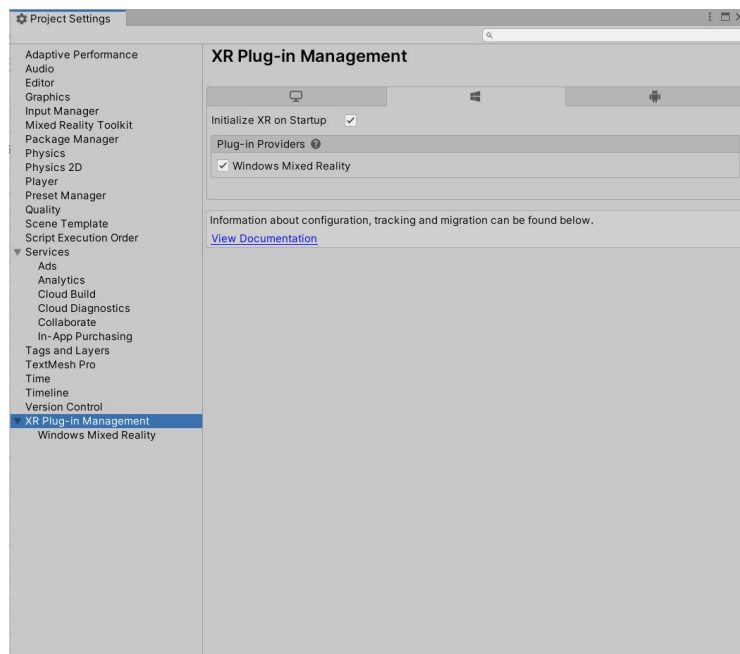 Project Settings
Adaptive Performance
Audio
Editor
Graphics
Input Manager
Mixed Reality Toolkit
Package Manager
Physics
Physics 2D
Player
Preset Manager
Quality
Scene Template
Script Execution Order
Services
Ads
Analytics
Cloud Build
Cloud Diagnostics
Collaborate
In-App Purchasing
Tags and Layers
TextMesh Pro
Time
Timeline
Version Control
XR Plug-in Management
Windows Mixed Reality
XR Plug-in Management
Initialize XR on Startup
Plug-in Providers
Windows Mixed Reality
Information about configuration, tracking and migration can be found below.
View Documentation